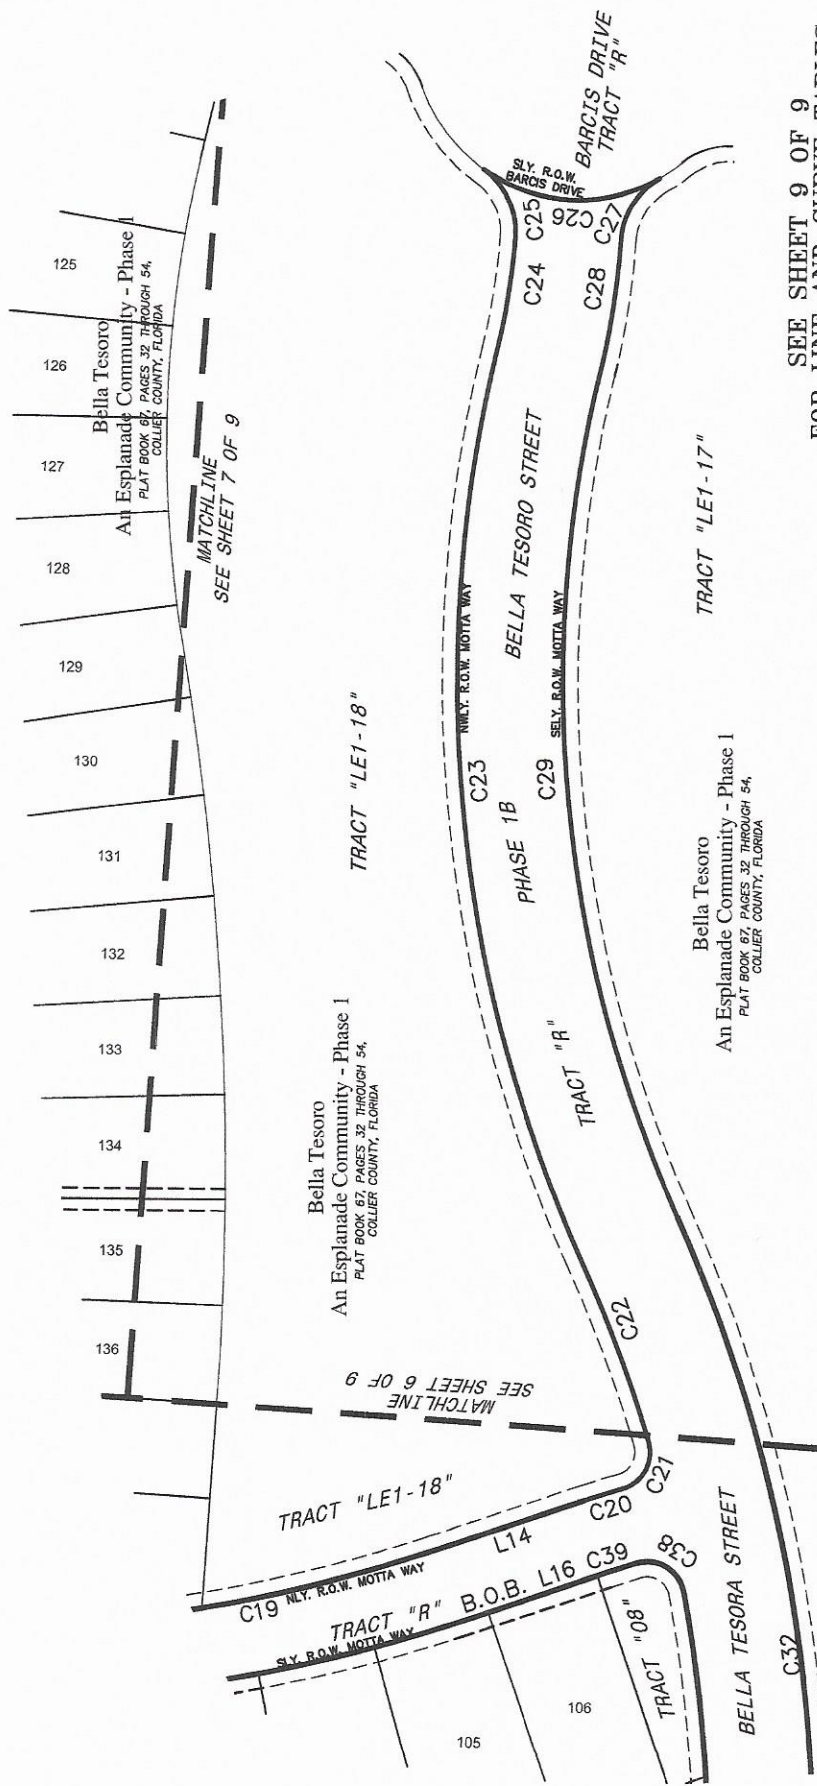 125
126
127
128
129
130
131
132
133
134
135
136
Bella Tesoro
An Esplanade Community - Phase 1
PLAT BOOK 67, PAGES 32 THROUGH 54,
COLLIER COUNTY, FLORIDA
MATCHLINE
SEE SHEET 7 OF 9
BARCIS DRIVE
TRACT "R"
SLY. R.O.W.
BARCIS DRIVE
C25
C26
C27
C24
C28
BELLA TESORO STREET
NWLY. R.O.W. MOTTA WAY
SELY. R.O.W. MOTTA WAY
C23
C29
PHASE 1B
TRACT "R"
TRACT "LE1-18"
TRACT "LE1-17"
SEE SHEET 9 OF 9
FOR LINE AND CURVE TABLES
Bella Tesoro
An Esplanade Community - Phase 1
PLAT BOOK 67, PAGES 32 THROUGH 54,
COLLIER COUNTY, FLORIDA
Bella Tesoro
An Esplanade Community - Phase 1
PLAT BOOK 67, PAGES 32 THROUGH 54,
COLLIER COUNTY, FLORIDA
C22
MATCHLINE
SEE SHEET 6 OF 9
TRACT "LE1-18"
C21
C20
L14
C19
NLY. R.O.W. MOTTA WAY
TRACT "R"
B.O.B.
L16
C39
C38
SLY. R.O.W. MOTTA WAY
105
106
TRACT "08"
BELLA TESORA STREET
C32